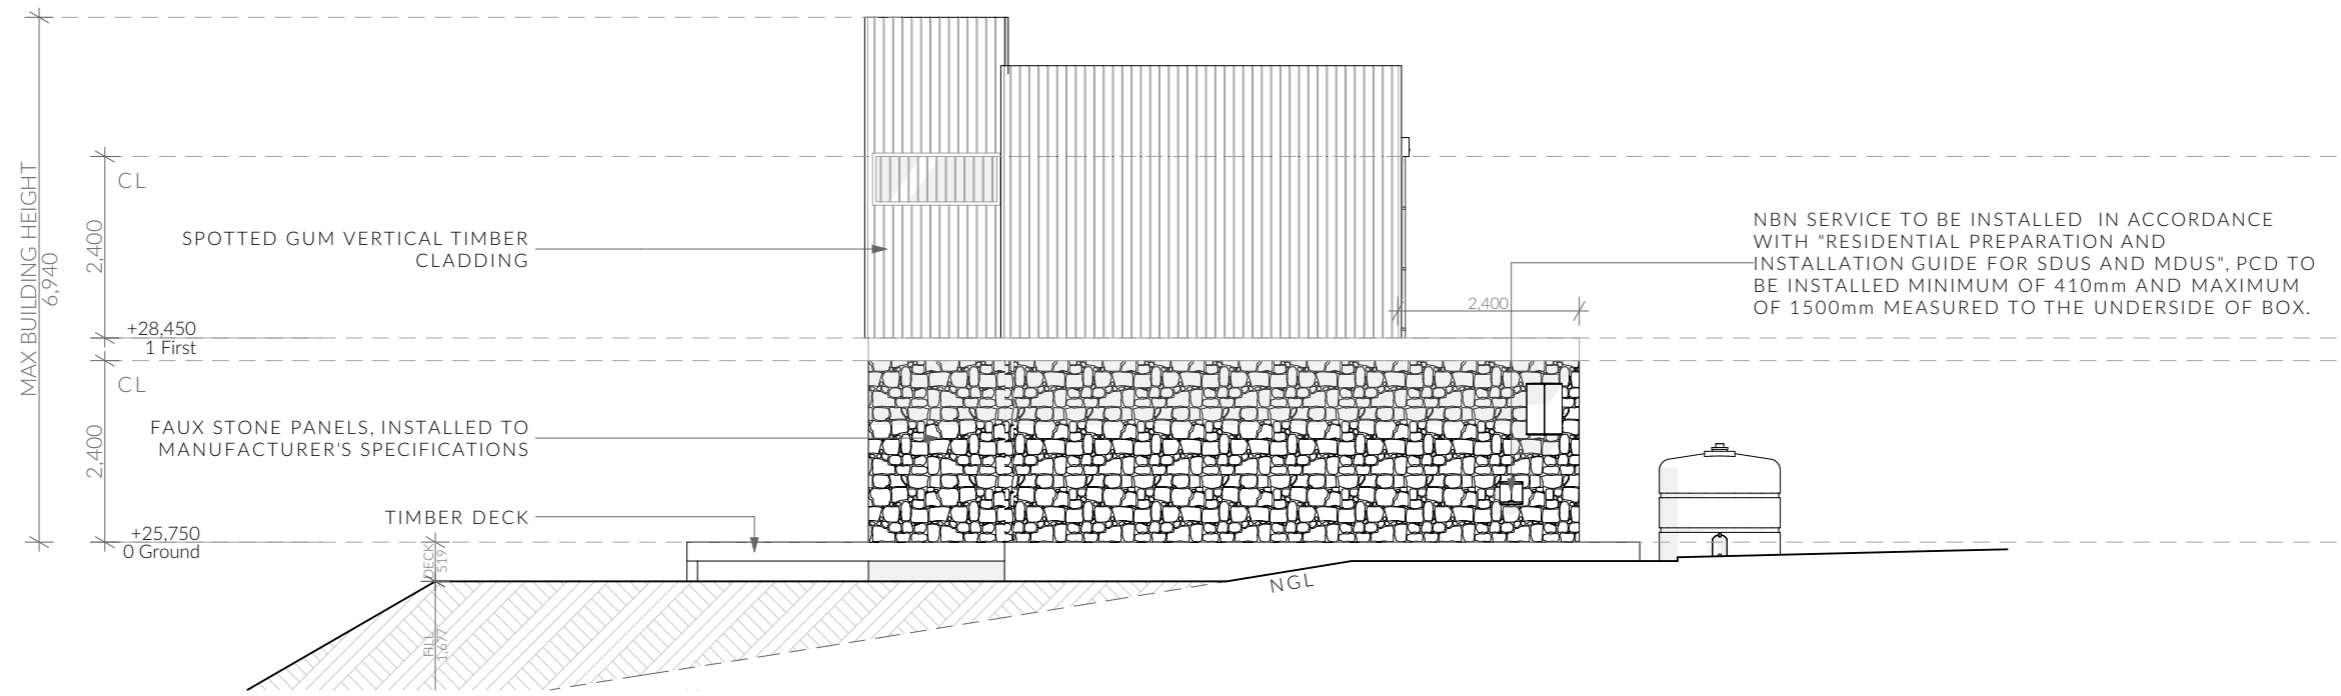 MAX BUILDING HEIGHT
6,940
CL
2,400
SPOTTED GUM VERTICAL TIMBER
CLADDING
NBN SERVICE TO BE INSTALLED IN ACCORDANCE
WITH "RESIDENTIAL PREPARATION AND
INSTALLATION GUIDE FOR SDUS AND MDUS", PCD TO
BE INSTALLED MINIMUM OF 410mm AND MAXIMUM
OF 1500mm MEASURED TO THE UNDERSIDE OF BOX.
2,400
+28,450
1 First
CL
2,400
FAUX STONE PANELS, INSTALLED TO
MANUFACTURER'S SPECIFICATIONS
TIMBER DECK
+25,750
0 Ground
DECK
519
NGL
FILL
1,677